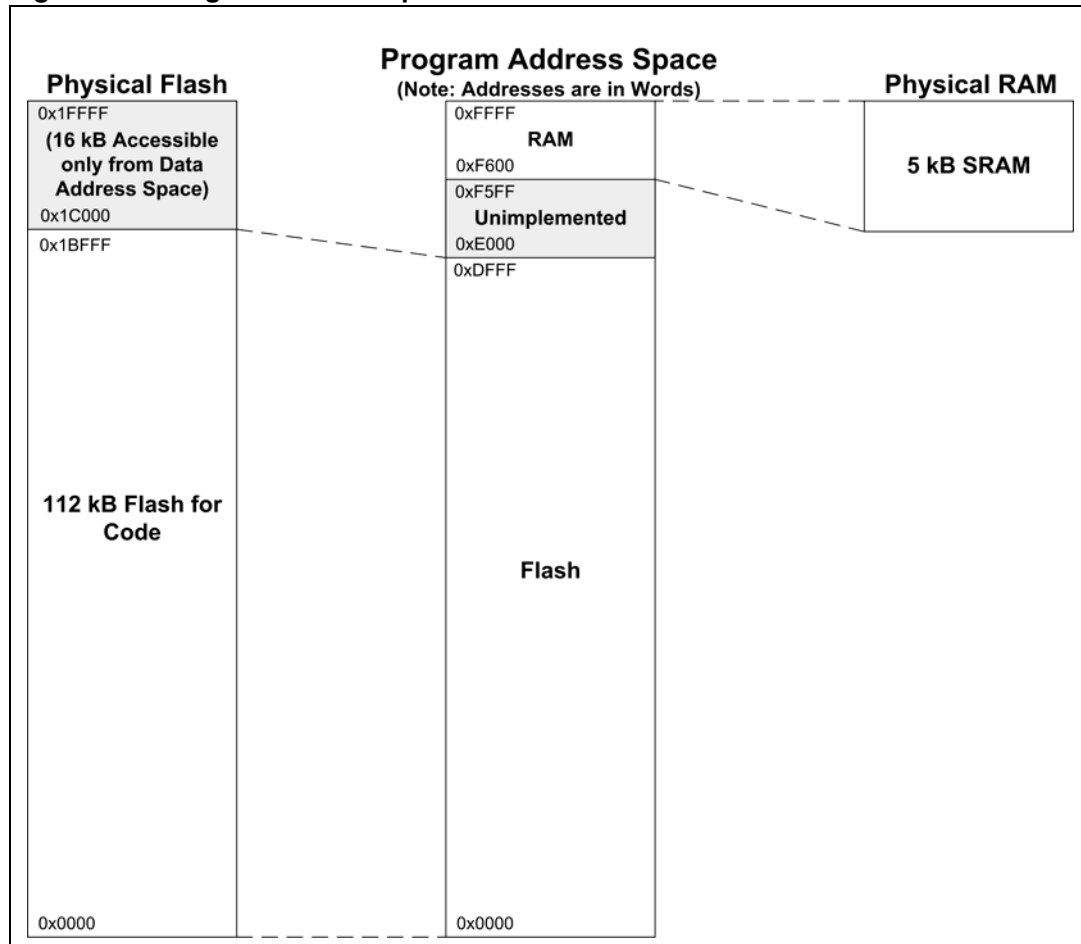 Physical Flash
0x1FFFF
(16 kB Accessible
only from Data
Address Space)
0x1C000
0x1BFFF
112 kB Flash for
Code
0x0000
Program Address Space
(Note: Addresses are in Words)
0xFFFF
RAM
0xF600
0xF5FF
Unimplemented
0xE000
0xDFFF
Flash
0x0000
Physical RAM
5 kB SRAM